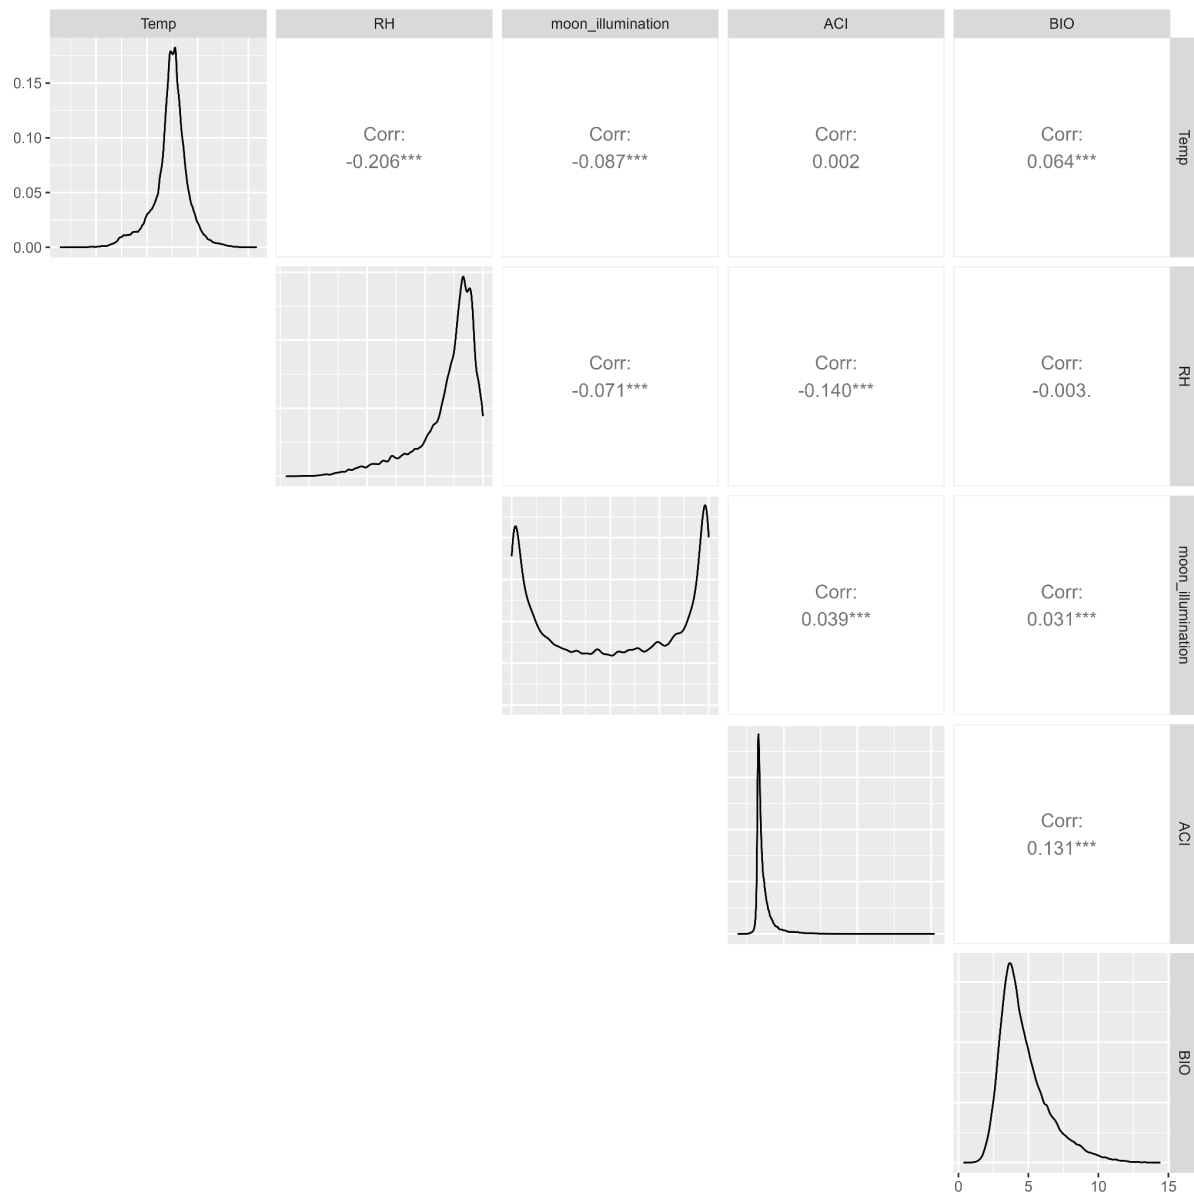 Temp
RH
moon_illumination
ACI
BIO
0.15
0.10
0.05
0.00
Corr:
-0.206***
Corr:
-0.087***
Corr:
0.002
Corr:
0.064***
Temp
Corr:
-0.071***
Corr:
-0.140***
Corr:
-0.003.
RH
Corr:
0.039***
Corr:
0.031***
moon_illumination
Corr:
0.131***
ACI
BIO
0
5
10
15